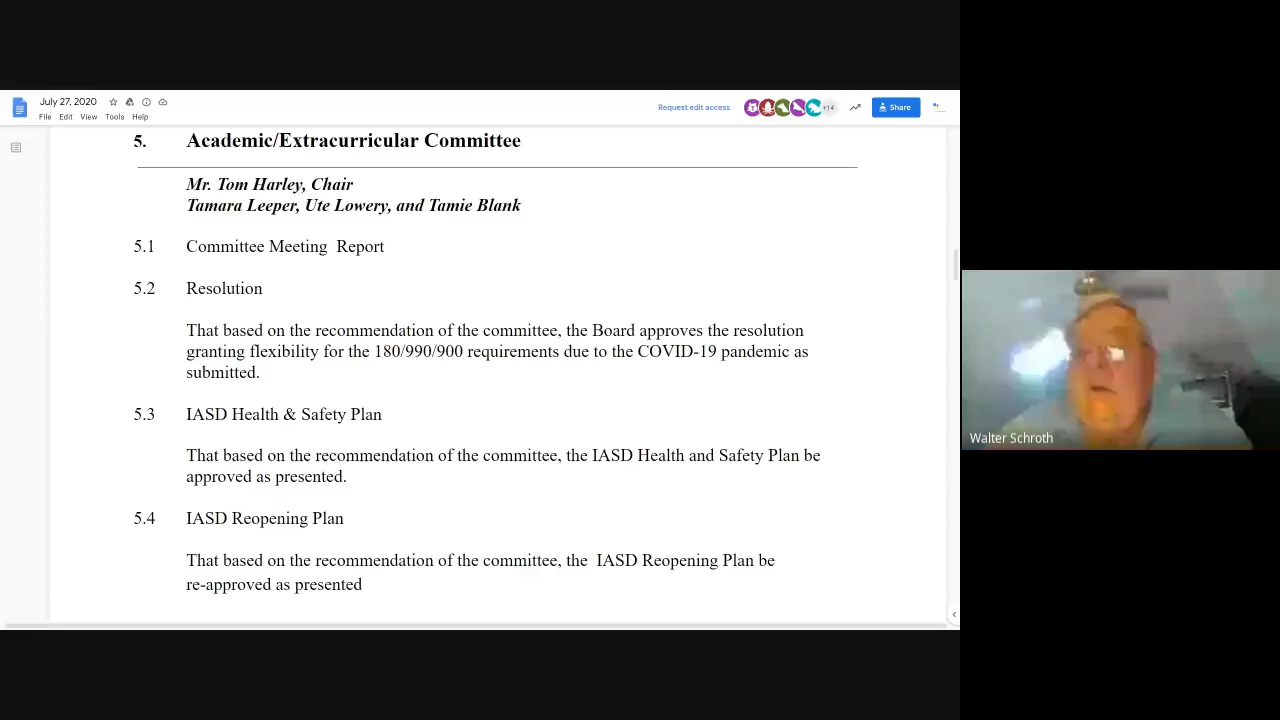 July 27, 2020
File Edit View Tools Help
Request edit access
+14
Share
5. Academic/Extracurricular Committee
Mr. Tom Harley, Chair
Tamara Leeper, Ute Lowery, and Tamie Blank
5.1 Committee Meeting Report
5.2 Resolution
That based on the recommendation of the committee, the Board approves the resolution
granting flexibility for the 180/990/900 requirements due to the COVID-19 pandemic as
submitted.
5.3 IASD Health & Safety Plan
That based on the recommendation of the committee, the IASD Health and Safety Plan be
approved as presented.
5.4 IASD Reopening Plan
That based on the recommendation of the committee, the IASD Reopening Plan be
re-approved as presented
Walter Schroth